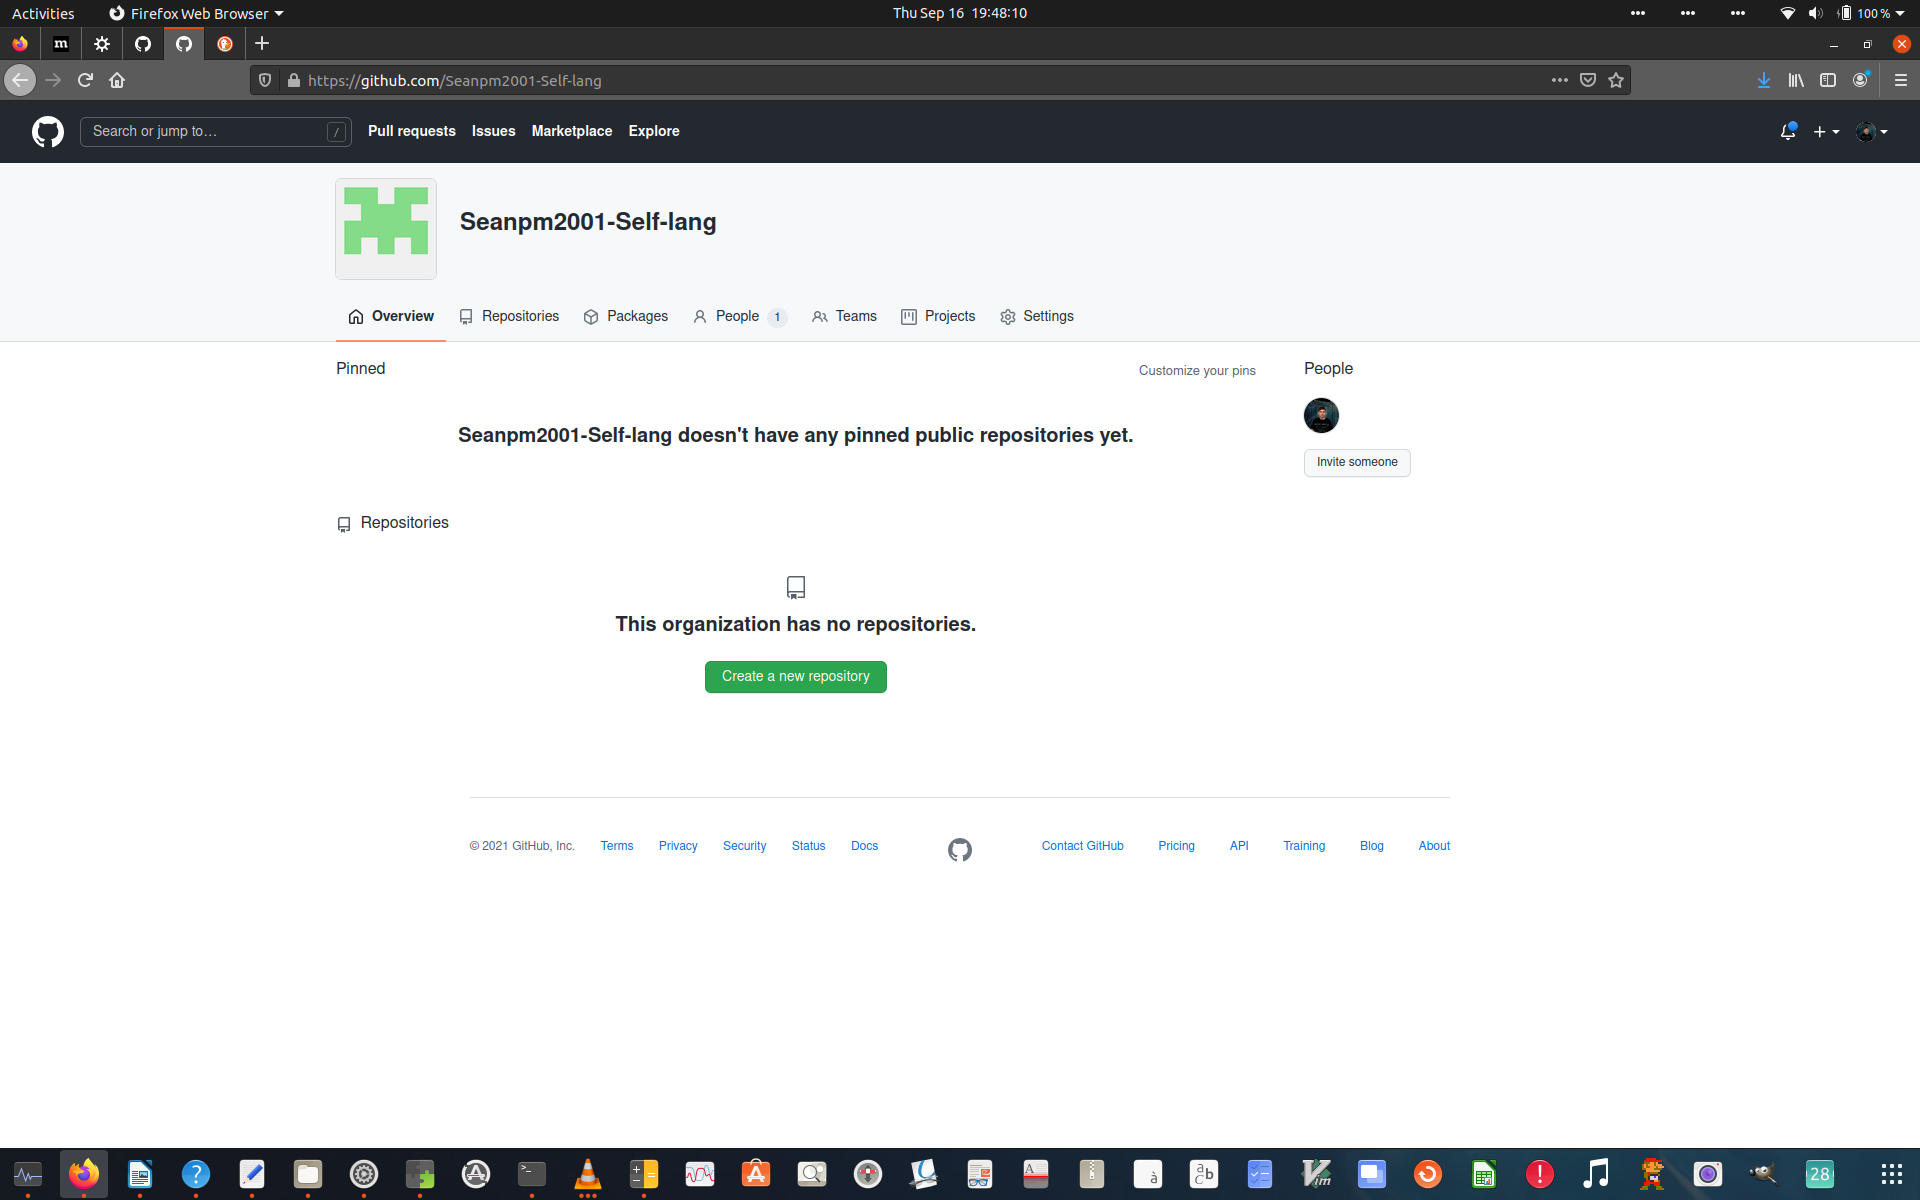 Activities Firefox Web Browser Thu Sep 16 19:48:10 100 %
m
https://github.com/Seanpm2001-Self-lang
Search or jump to… / Pull requests Issues Marketplace Explore
Seanpm2001-Self-lang
Overview Repositories Packages People 1 Teams Projects Settings
Pinned Customize your pins People
Seanpm2001-Self-lang doesn't have any pinned public repositories yet.
Invite someone
Repositories
This organization has no repositories.
Create a new repository
© 2021 GitHub, Inc. Terms Privacy Security Status Docs Contact GitHub Pricing API Training Blog About
28